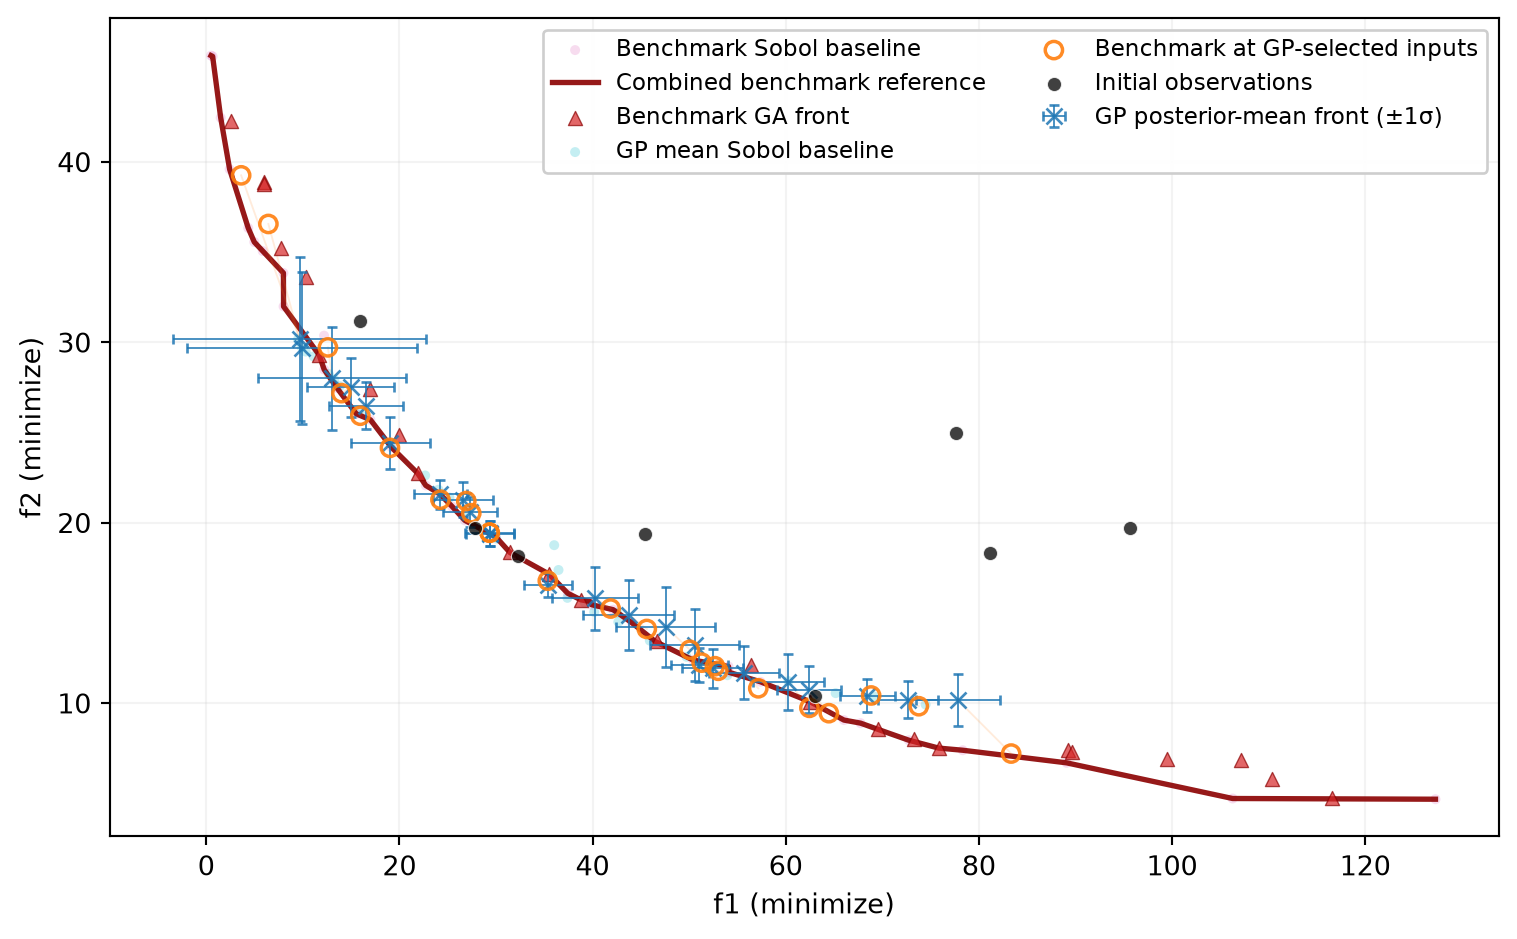 Benchmark Sobol baseline
Combined benchmark reference
Benchmark GA front
GP mean Sobol baseline
Benchmark at GP-selected inputs
Initial observations
GP posterior-mean front (±1σ)
f2 (minimize)
40
30
20
10
0
20
40
60
80
100
120
f1 (minimize)